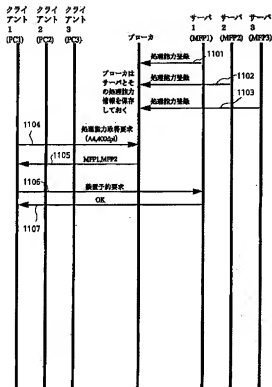 クライアント
1
(PC1)
クライアント
2
(PC2)
クライアント
3
(PC3)
ブローカ
サーバ
1
(MFP1)
サーバ
2
(MFP2)
サーバ
3
(MFP3)
処理能力登録
1101
ブローカは
サーバとそ
の処理能力
情報を保存
しておく
処理能力登録
1102
処理能力登録
1103
1104
処理能力取得要求
(A4,400dpi)
1105
MFP1,MFP2
1106
装置予約要求
OK
1107